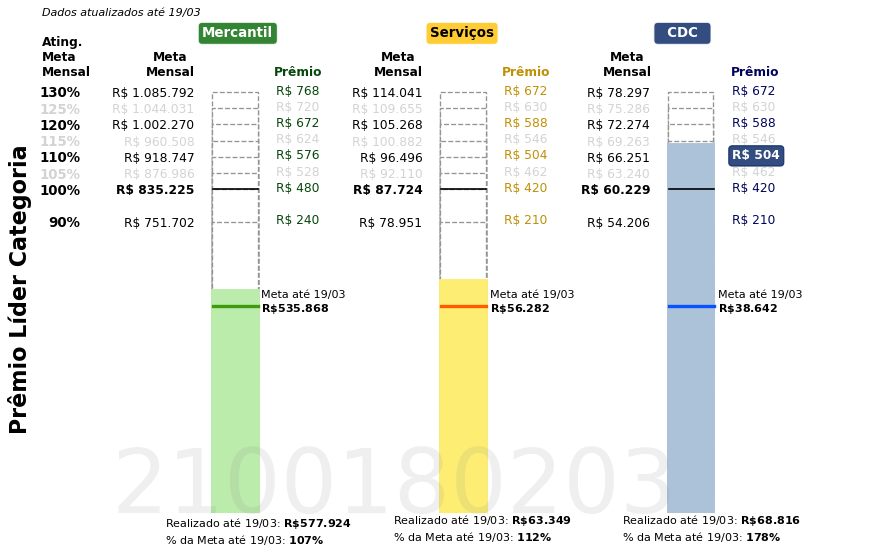 Dados atualizados até 19/03
Mercantil Serviços CDC
Ating. Meta Mensal Meta Mensal Prêmio Meta Mensal Prêmio Meta Mensal Prêmio
130% R$ 1.085.792 R$ 768 R$ 114.041 R$ 672 R$ 78.297 R$ 672
125% R$ 1.044.031 R$ 720 R$ 109.655 R$ 630 R$ 75.286 R$ 630
120% R$ 1.002.270 R$ 672 R$ 105.268 R$ 588 R$ 72.274 R$ 588
115% R$ 960.508 R$ 624 R$ 100.882 R$ 546 R$ 69.263 R$ 546
110% R$ 918.747 R$ 576 R$ 96.496 R$ 504 R$ 66.251 R$ 504
105% R$ 876.986 R$ 528 R$ 92.110 R$ 462 R$ 63.240 R$ 462
100% R$ 835.225 R$ 480 R$ 87.724 R$ 420 R$ 60.229 R$ 420
90% R$ 751.702 R$ 240 R$ 78.951 R$ 210 R$ 54.206 R$ 210
Prêmio Líder Categoria
Meta até 19/03 Meta até 19/03 Meta até 19/03
R$535.868 R$56.282 R$38.642
2100180203
Realizado até 19/03: R$577.924 Realizado até 19/03: R$63.349 Realizado até 19/03: R$68.816
% da Meta até 19/03: 107% % da Meta até 19/03: 112% % da Meta até 19/03: 178%